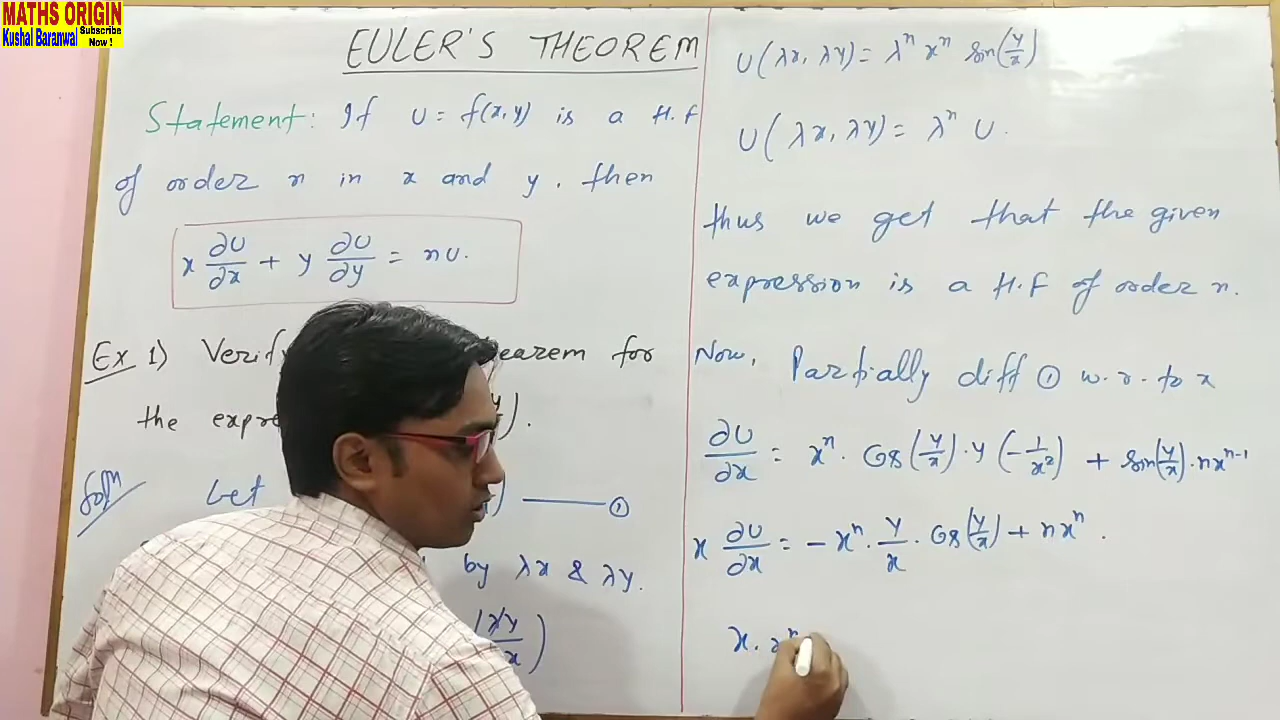 MATHS ORIGIN
Kushal Baranwal Subscribe Now !
EULER'S THEOREM
Statement: If U = f(x, y) is a H.F
of order n in x and y. then
x ∂U/∂x + y ∂U/∂y = nU.
Ex 1) Verify
for
the
Soln Let ①
by λx & λy.
U(λx, λy) = λⁿ xⁿ sin(y/x)
U(λx, λy) = λⁿ U.
thus we get that the given
expression is a H.F of order n.
Now, Partially diff ① w.r.to x
∂U/∂x = xⁿ. Cos(y/x).y(-1/x²) + sin(y/x).nxⁿ⁻¹
x ∂U/∂x = -xⁿ. y/x. Cos(y/x) + nxⁿ.
x. xⁿ